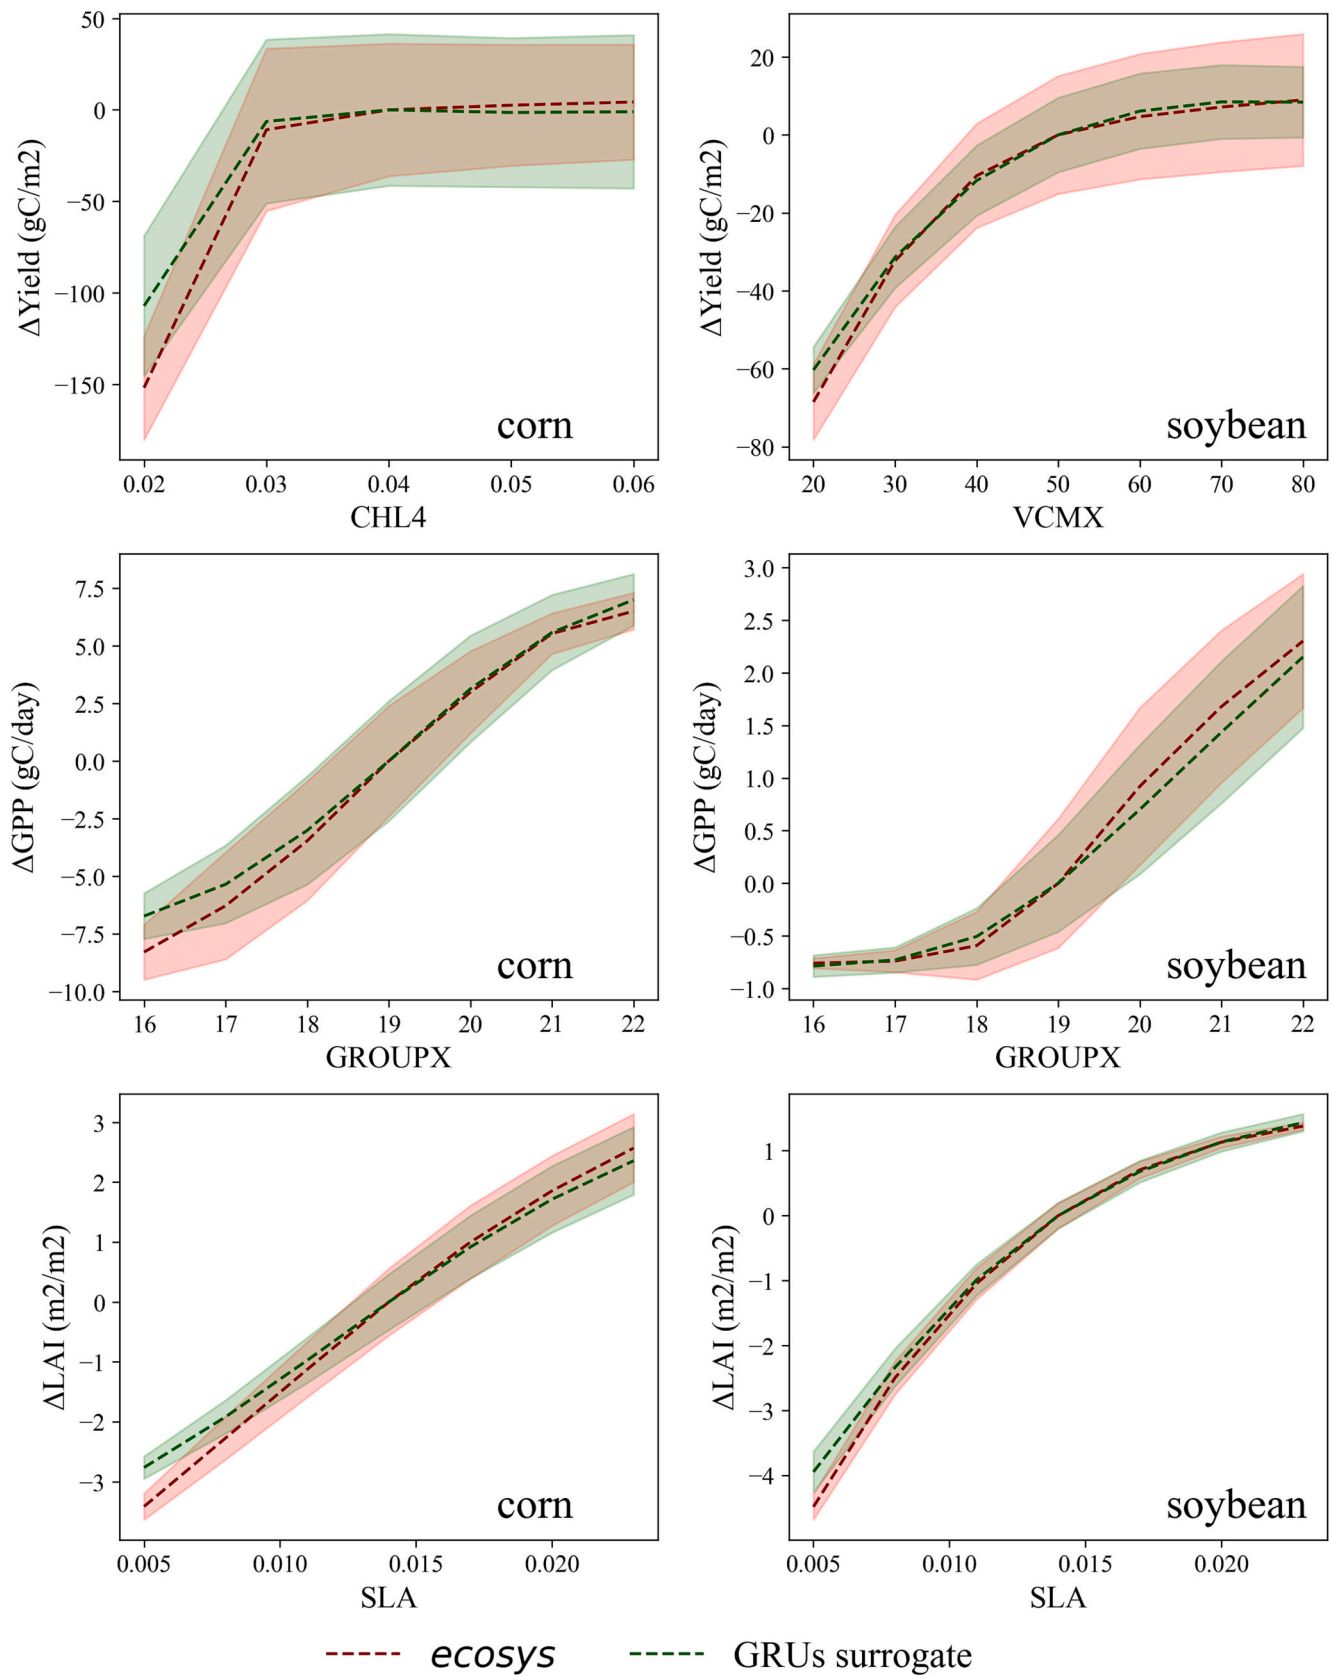 50
0
−50
−100
−150
ΔYield (gC/m2)
corn
0.02 0.03 0.04 0.05 0.06
CHL4
20
0
−20
−40
−60
−80
ΔYield (gC/m2)
soybean
20 30 40 50 60 70 80
VCMX
7.5
5.0
2.5
0.0
−2.5
−5.0
−7.5
−10.0
ΔGPP (gC/day)
corn
16 17 18 19 20 21 22
GROUPX
3.0
2.5
2.0
1.5
1.0
0.5
0.0
−0.5
−1.0
ΔGPP (gC/day)
soybean
16 17 18 19 20 21 22
GROUPX
3
2
1
0
−1
−2
−3
ΔLAI (m2/m2)
corn
0.005 0.010 0.015 0.020
SLA
1
0
−1
−2
−3
−4
ΔLAI (m2/m2)
soybean
0.005 0.010 0.015 0.020
SLA
ecosys GRUs surrogate